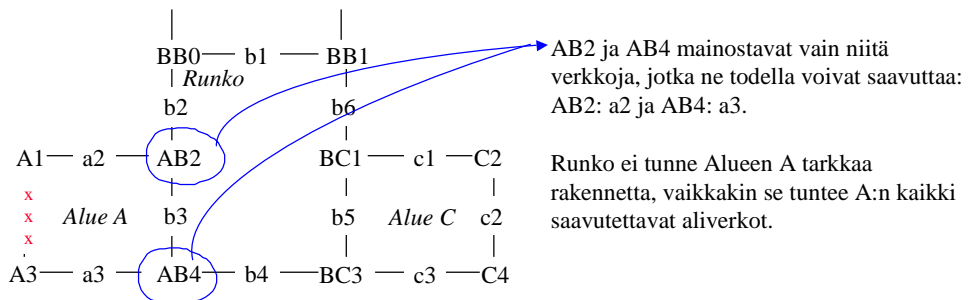 BB0 b1 BB1
Runko
b2 b6
A1 a2 AB2 BC1 c1 C2
x
x Alue A b3 b5 Alue C c2
x
A3 a3 AB4 b4 BC3 c3 C4
AB2 ja AB4 mainostavat vain niitä
verkkoja, jotka ne todella voivat saavuttaa:
AB2: a2 ja AB4: a3.
Runko ei tunne Alueen A tarkkaa
rakennetta, vaikkakin se tuntee A:n kaikki
saavutettavat aliverkot.